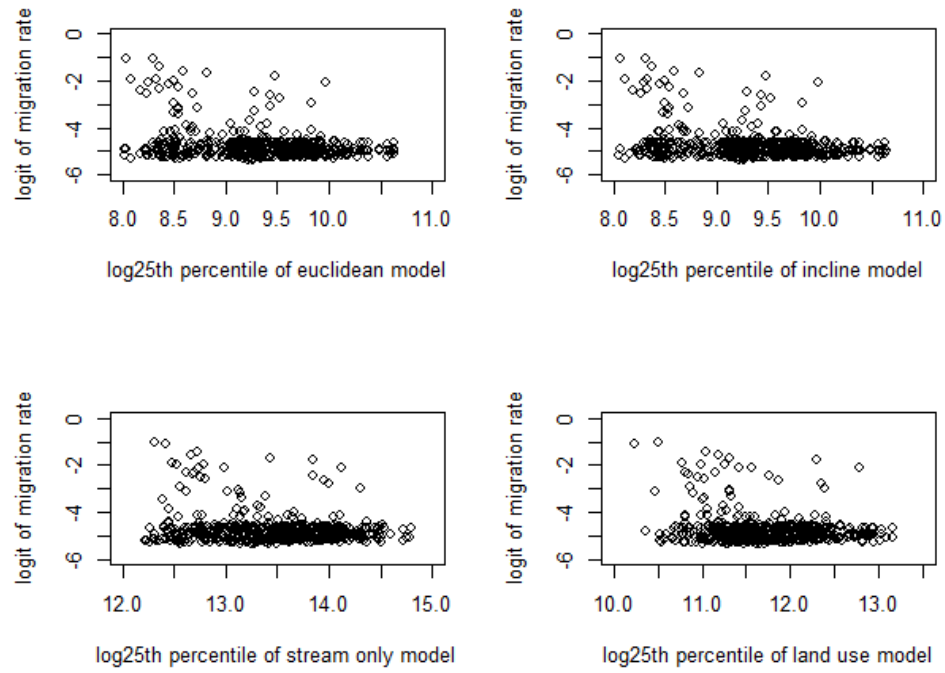 logit of migration rate
0
-2
-4
-6
8.0 8.5 9.0 9.5 10.0 11.0
log25th percentile of euclidean model
logit of migration rate
0
-2
-4
-6
8.0 8.5 9.0 9.5 10.0 11.0
log25th percentile of incline model
logit of migration rate
0
-2
-4
-6
12.0 13.0 14.0 15.0
log25th percentile of stream only model
logit of migration rate
0
-2
-4
-6
10.0 11.0 12.0 13.0
log25th percentile of land use model